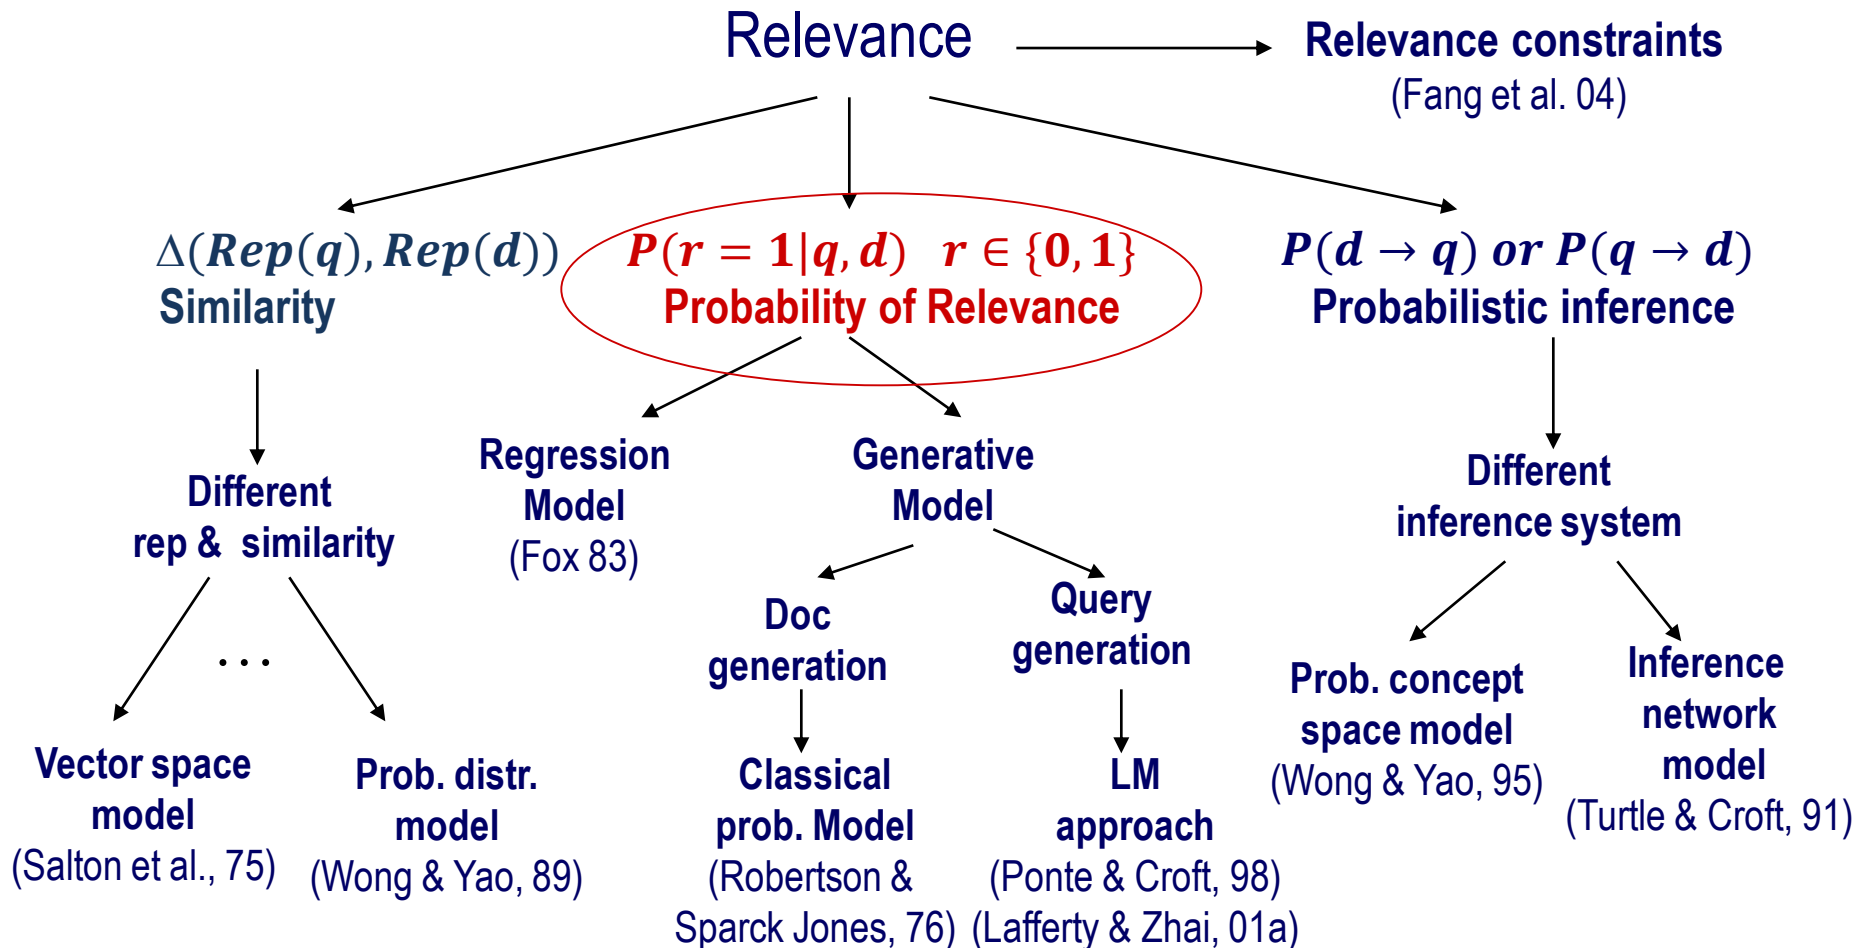 Relevance
Relevance constraints
(Fang et al. 04)
Δ(Rep(q), Rep(d))
Similarity
P(r = 1|q, d) r ∈ {0, 1}
Probability of Relevance
P(d → q) or P(q → d)
Probabilistic inference
Different
rep & similarity
Regression
Model
(Fox 83)
Generative
Model
Different
inference system
Doc
generation
Query
generation
...
Vector space
model
(Salton et al., 75)
Prob. distr.
model
(Wong & Yao, 89)
Classical
prob. Model
(Robertson &
Sparck Jones, 76)
LM
approach
(Ponte & Croft, 98)
(Lafferty & Zhai, 01a)
Prob. concept
space model
(Wong & Yao, 95)
Inference
network
model
(Turtle & Croft, 91)